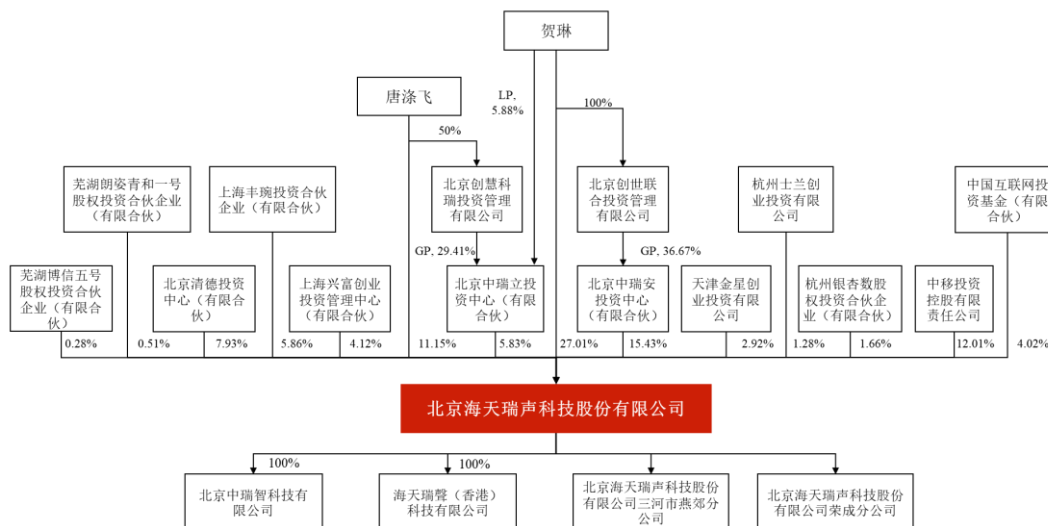 贺琳
唐涤飞
LP,
5.88%
100%
50%
芜湖朗姿青和一号
股权投资合伙企业
（有限合伙）
上海丰琬投资合伙
企业（有限合伙）
北京创慧科
瑞投资管理
有限公司
北京创世联
合投资管理
有限公司
杭州士兰创
业投资有限
公司
中国互联网投
资基金（有限
合伙）
GP, 29.41%
GP, 36.67%
芜湖博信五号
股权投资合伙
企业（有限合
伙）
北京清德投资
中心（有限合
伙）
上海兴富创业
投资管理中心
（有限合伙）
北京中瑞立投
资中心（有限
合伙）
北京中瑞安
投资中心
（有限合伙）
天津金星创
业投资有限
公司
杭州银杏数股
权投资合伙企
业（有限合伙）
中移投资
控股有限
责任公司
0.28%
0.51%
7.93%
5.86%
4.12%
11.15%
5.83%
27.01%
15.43%
2.92%
1.28%
1.66%
12.01%
4.02%
北京海天瑞声科技股份有限公司
100%
100%
北京中瑞智科技有
限公司
海天瑞聲（香港）
科技有限公司
北京海天瑞声科技股份
有限公司三河市燕郊分
公司
北京海天瑞声科技股份
有限公司荣成分公司